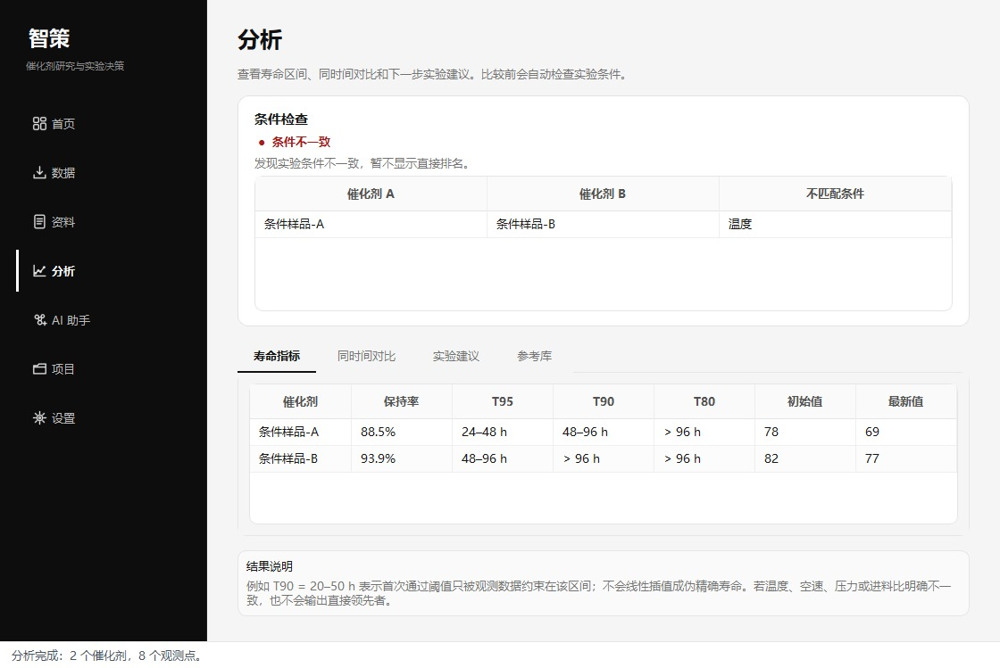 智策
催化剂研究与实验决策
首页
数据
资料
分析
AI 助手
项目
设置
分析
查看寿命区间、同时间对比和下一步实验建议。比较前会自动检查实验条件。
条件检查
● 条件不一致
发现实验条件不一致，暂不显示直接排名。
催化剂 A 催化剂 B 不匹配条件
条件样品-A 条件样品-B 温度
寿命指标 同时间对比 实验建议 参考库
催化剂 保持率 T95 T90 T80 初始值 最新值
条件样品-A 88.5% 24–48 h 48–96 h > 96 h 78 69
条件样品-B 93.9% 48–96 h > 96 h > 96 h 82 77
结果说明
例如 T90 = 20–50 h 表示首次通过阈值只被观测数据约束在该区间；不会线性插值成伪精确寿命。若温度、空速、压力或进料比明确不一
致，也不会输出直接领先者。
分析完成：2 个催化剂，8 个观测点。